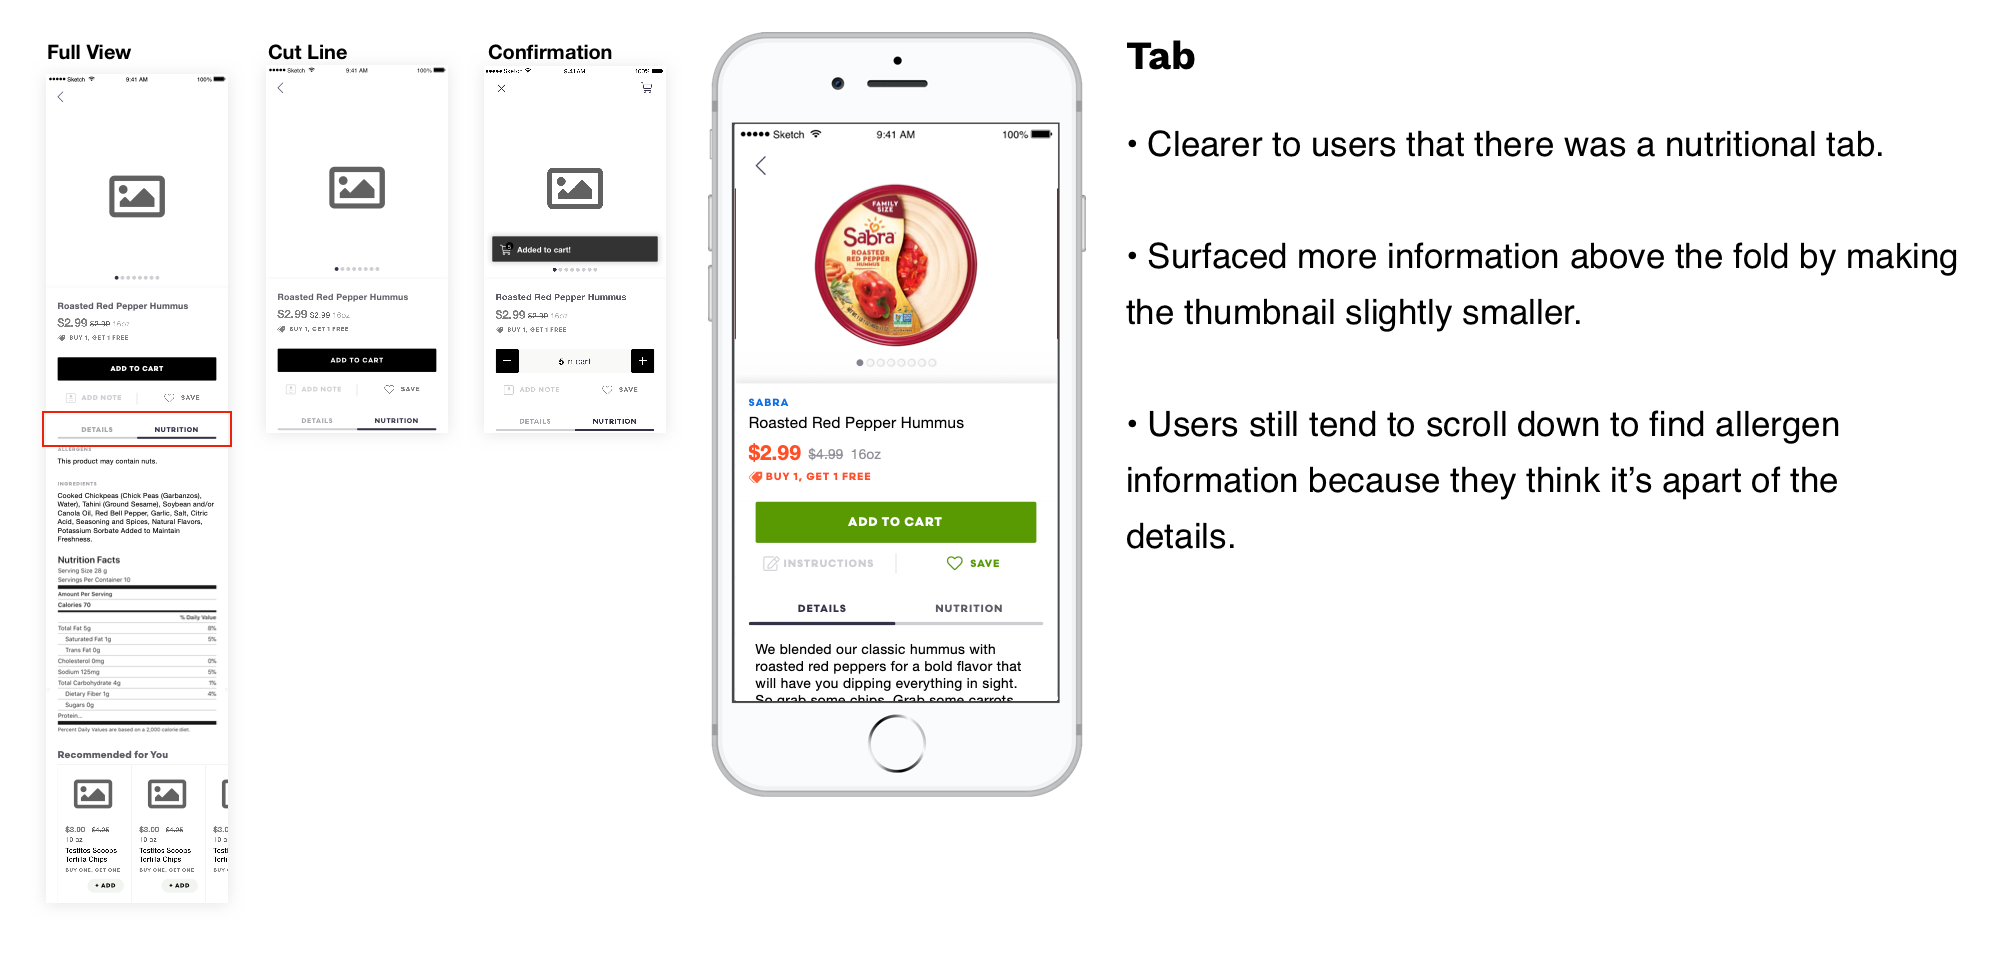 Full View
Sketch 9:41 AM 100%
Roasted Red Pepper Hummus
$2.99 $2.99 16oz
BUY 1, GET 1 FREE
ADD TO CART
ADD NOTE SAVE
DETAILS NUTRITION
ALLERGENS
This product may contain nuts.
INGREDIENTS
Cooked Chickpeas (Chick Peas (Garbanzos),
Water), Tahini (Ground Sesame), Soybean and/or
Canola Oil, Red Bell Pepper, Garlic, Salt, Citric
Acid, Seasoning and Spices, Natural Flavors,
Potassium Sorbate Added to Maintain
Freshness.
Nutrition Facts
Serving Size 28 g
Servings Per Container 10
Amount Per Serving
Calories 70
% Daily Value
Total Fat 5g 8%
Saturated Fat 1g 5%
Trans Fat 0g
Cholesterol 0mg 0%
Sodium 125mg 5%
Total Carbohydrate 4g 1%
Dietary Fiber 1g 4%
Sugars 0g
Protein...
Percent Daily Values are based on a 2,000 calorie diet.
Recommended for You
$3.00 $4.25
10 oz
Tostitos Scoops
Tortilla Chips
BUY ONE, GET ONE
+ ADD
$3.00 $4.25
10 oz
Tostitos Scoops
Tortilla Chips
BUY ONE, GET ONE
+ ADD
Cut Line
Sketch 9:41 AM 100%
Roasted Red Pepper Hummus
$2.99 $2.99 16oz
BUY 1, GET 1 FREE
ADD TO CART
ADD NOTE SAVE
DETAILS NUTRITION
Confirmation
Sketch 9:41 AM 100%
Added to cart!
Roasted Red Pepper Hummus
$2.99 $2.99 16oz
BUY 1, GET 1 FREE
− 5 in cart +
ADD NOTE SAVE
DETAILS NUTRITION
Sketch 9:41 AM 100%
FAMILY
SIZE
Sabra
ROASTED
RED PEPPER
HUMMUS
SABRA
Roasted Red Pepper Hummus
$2.99 $4.99 16oz
BUY 1, GET 1 FREE
ADD TO CART
INSTRUCTIONS SAVE
DETAILS NUTRITION
We blended our classic hummus with
roasted red peppers for a bold flavor that
will have you dipping everything in sight.
So grab some chips. Grab some carrots
Tab
• Clearer to users that there was a nutritional tab.
• Surfaced more information above the fold by making
the thumbnail slightly smaller.
• Users still tend to scroll down to find allergen
information because they think it’s apart of the
details.